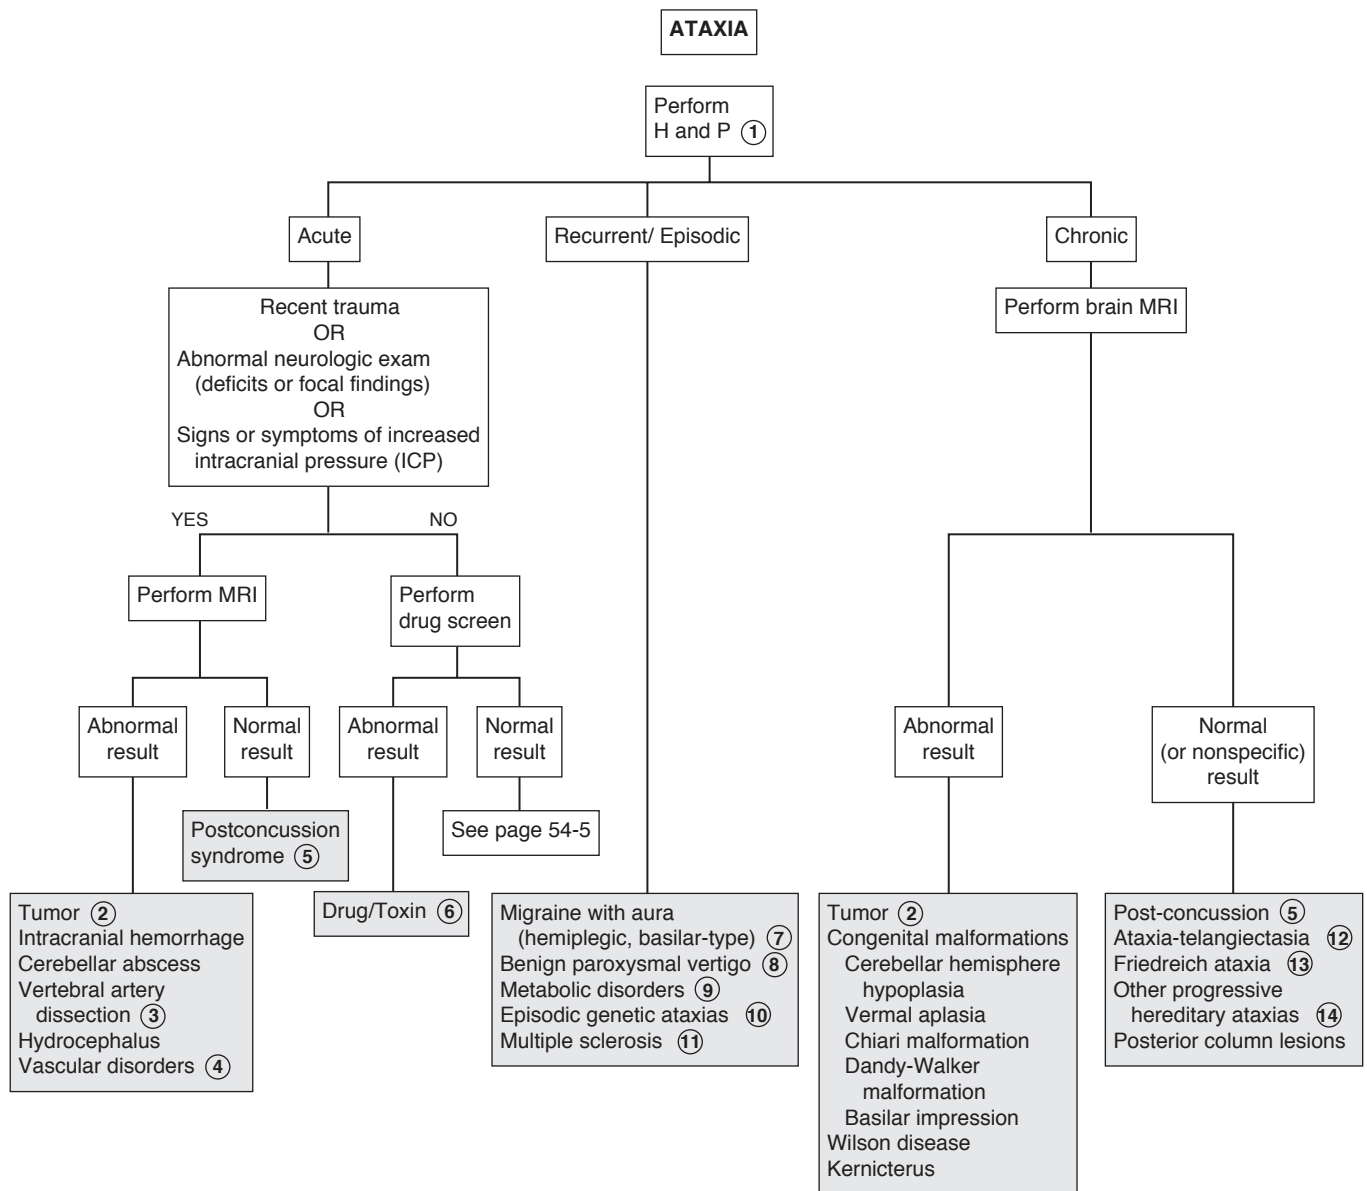 ATAXIA
Perform
H and P 1
Acute
Recurrent/ Episodic
Chronic
Recent trauma
OR
Abnormal neurologic exam
(deficits or focal findings)
OR
Signs or symptoms of increased
intracranial pressure (ICP)
Perform brain MRI
YES
NO
Perform MRI
Perform
drug screen
Abnormal
result
Normal
result
Abnormal
result
Normal
result
Abnormal
result
Normal
(or nonspecific)
result
Postconcussion
syndrome 5
See page 54-5
Tumor 2
Intracranial hemorrhage
Cerebellar abscess
Vertebral artery
dissection 3
Hydrocephalus
Vascular disorders 4
Drug/Toxin 6
Migraine with aura
(hemiplegic, basilar-type) 7
Benign paroxysmal vertigo 8
Metabolic disorders 9
Episodic genetic ataxias 10
Multiple sclerosis 11
Tumor 2
Congenital malformations
Cerebellar hemisphere
hypoplasia
Vermal aplasia
Chiari malformation
Dandy-Walker
malformation
Basilar impression
Wilson disease
Kernicterus
Post-concussion 5
Ataxia-telangiectasia 12
Friedreich ataxia 13
Other progressive
hereditary ataxias 14
Posterior column lesions